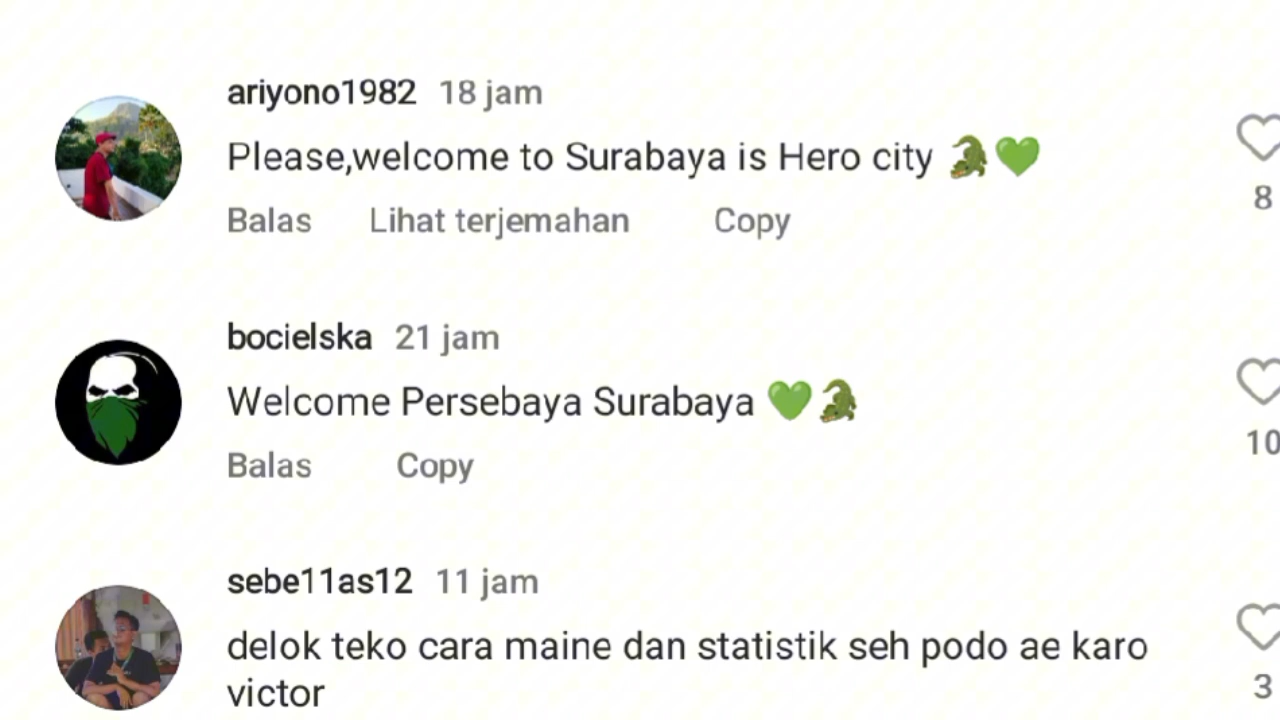 ariyono1982 18 jam
Please,welcome to Surabaya is Hero city 🐊💚
8
Balas Lihat terjemahan Copy
bocielska 21 jam
Welcome Persebaya Surabaya 💚🐊
10
Balas Copy
sebe11as12 11 jam
delok teko cara maine dan statistik seh podo ae karo
victor
3